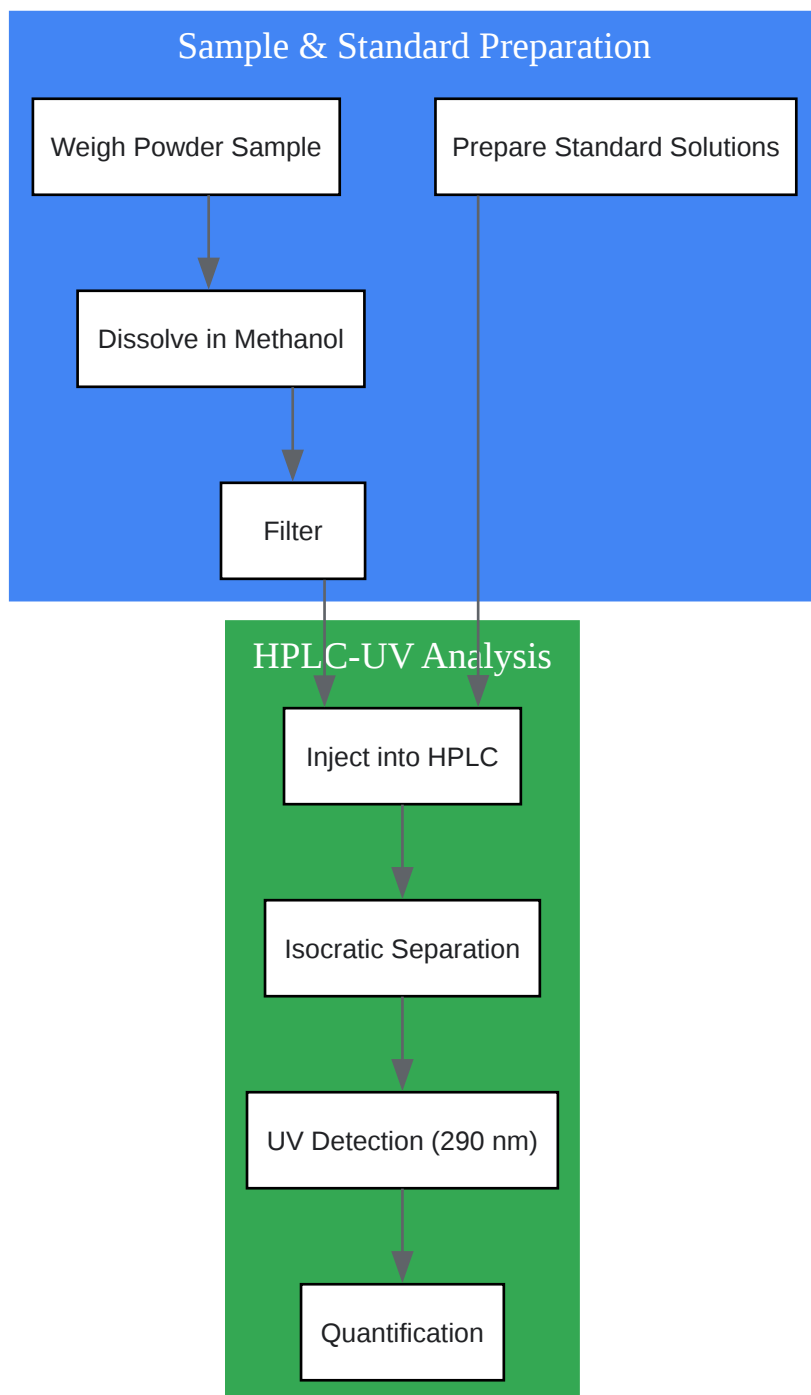 Sample & Standard Preparation
Weigh Powder Sample
Prepare Standard Solutions
Dissolve in Methanol
Filter
HPLC-UV Analysis
Inject into HPLC
Isocratic Separation
UV Detection (290 nm)
Quantification